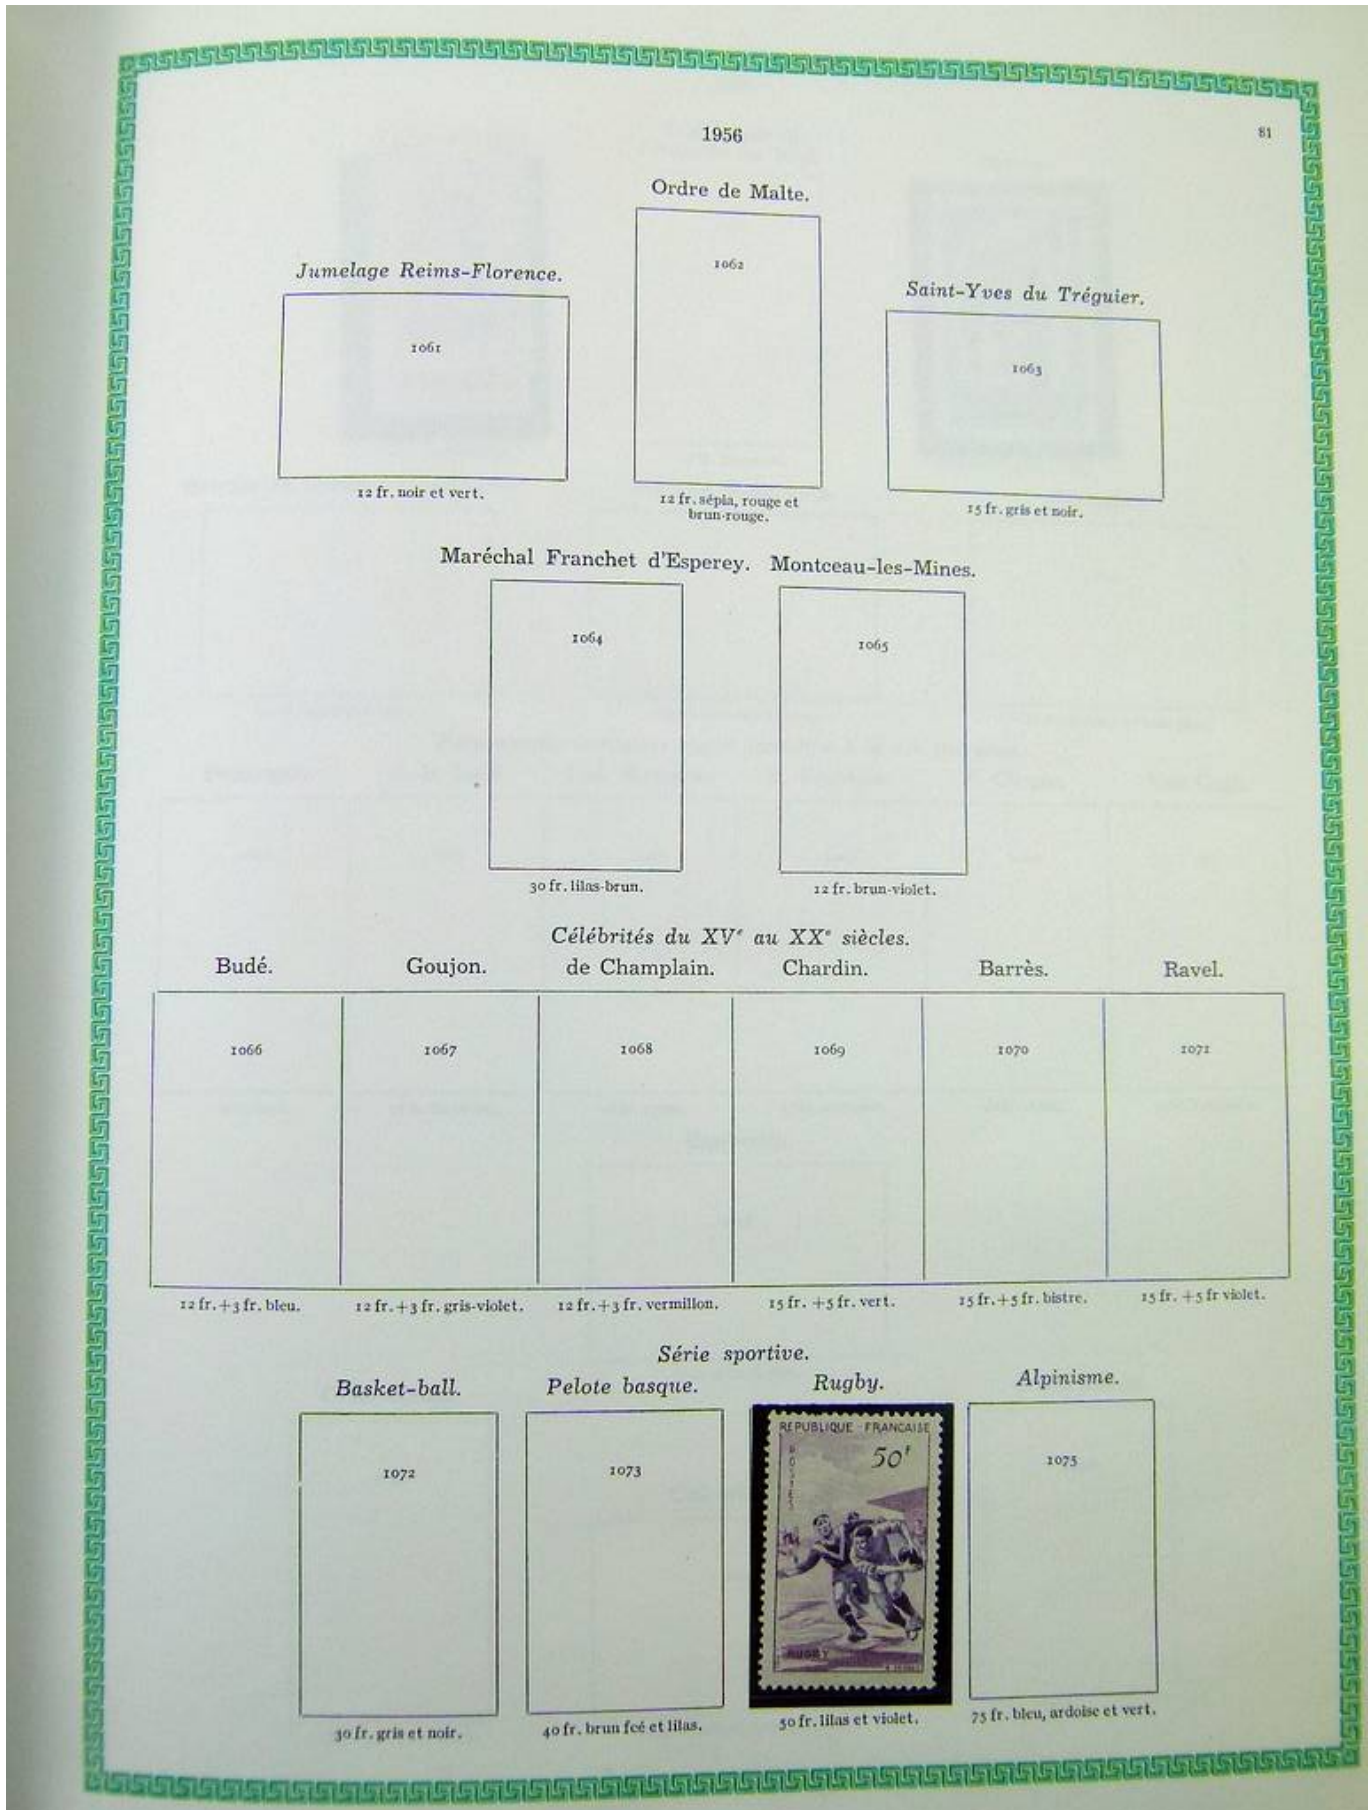 1956
81
Ordre de Malte.
1062
12 fr. sépia, rouge et
brun-rouge.
Jumelage Reims-Florence.
1061
12 fr. noir et vert.
Saint-Yves du Tréguier.
1063
15 fr. gris et noir.
Maréchal Franchet d'Esperey.
1064
30 fr. lilas-brun.
Montceau-les-Mines.
1065
12 fr. brun-violet.
Célébrités du XVe au XXe siècles.
Budé. Goujon. de Champlain. Chardin. Barrès. Ravel.
1066 1067 1068 1069 1070 1071
12 fr.+3 fr. bleu. 12 fr.+3 fr. gris-violet. 12 fr.+3 fr. vermillon. 15 fr. +5 fr. vert. 15 fr.+5 fr. bistre. 15 fr. +5 fr violet.
Série sportive.
Basket-ball. Pelote basque. Rugby. Alpinisme.
1072 1073 1075
REPUBLIQUE - FRANCAISE
50F
POSTES
RUGBY
30 fr. gris et noir. 40 fr. brun fcé et lilas. 50 fr. lilas et violet. 75 fr. bleu, ardoise et vert.